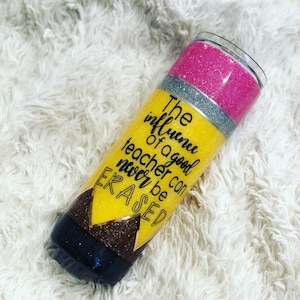 The
influence
of a good
teacher can
never be
ERASED